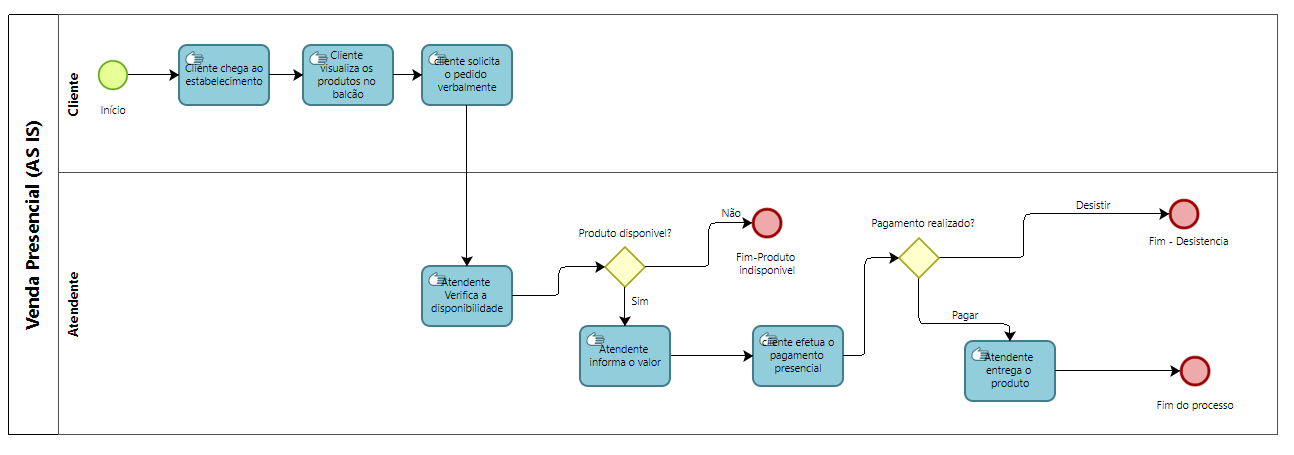 Venda Presencial (AS IS)
Cliente
Início
Cliente chega ao
estabelecimento
Cliente
visualiza os
produtos no
balcão
cliente solicita
o pedido
verbalmente
Atendente
Atendente
Verifica a
disponibilidade
Produto disponivel?
Não
Fim-Produto
indisponivel
Sim
Atendente
informa o valor
cliente efetua o
pagamento
presencial
Pagamento realizado?
Desistir
Fim - Desistencia
Pagar
Atendente
entrega o
produto
Fim do processo